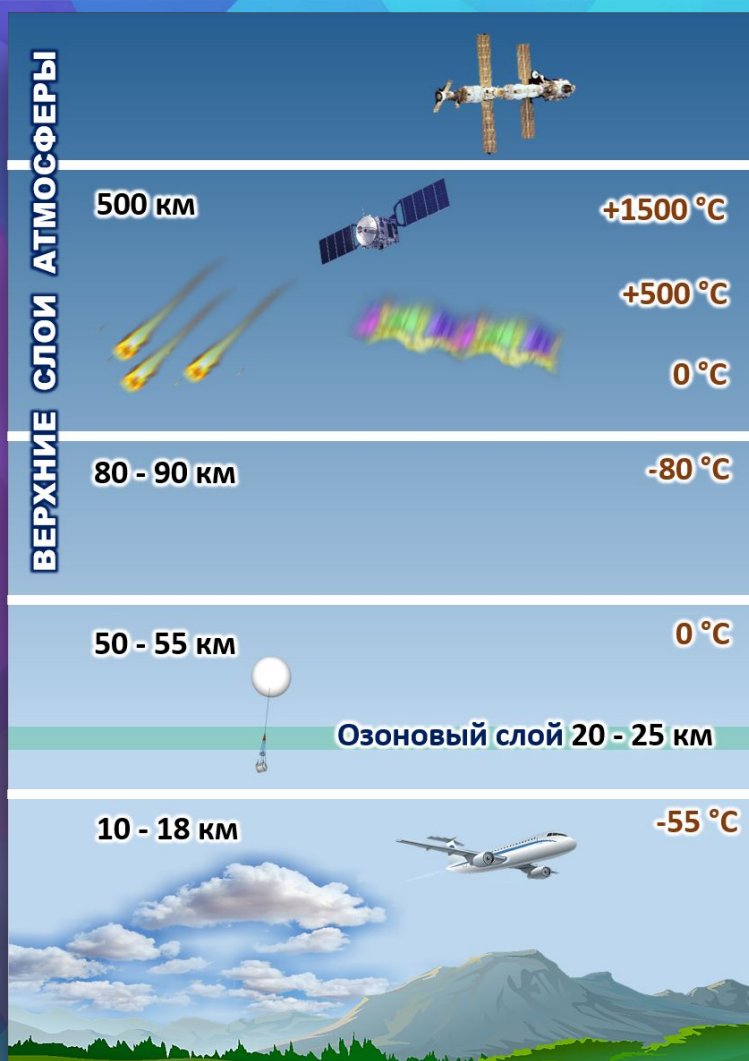 ВЕРХНИЕ СЛОИ АТМОСФЕРЫ
500 км
+1500 °C
+500 °C
0 °C
80 - 90 км
-80 °C
50 - 55 км
0 °C
Озоновый слой 20 - 25 км
10 - 18 км
-55 °C